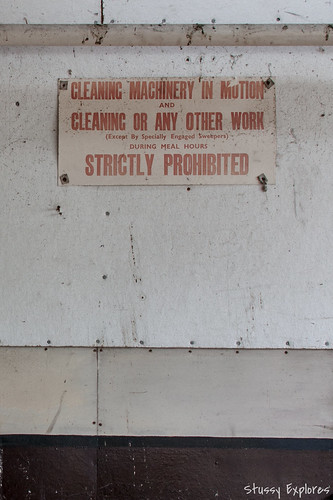 CLEANING MACHINERY IN MOTION
AND
CLEANING OR ANY OTHER WORK
(Except By Specially Engaged Sweepers)
DURING MEAL HOURS
STRICTLY PROHIBITED
Stussy Explores